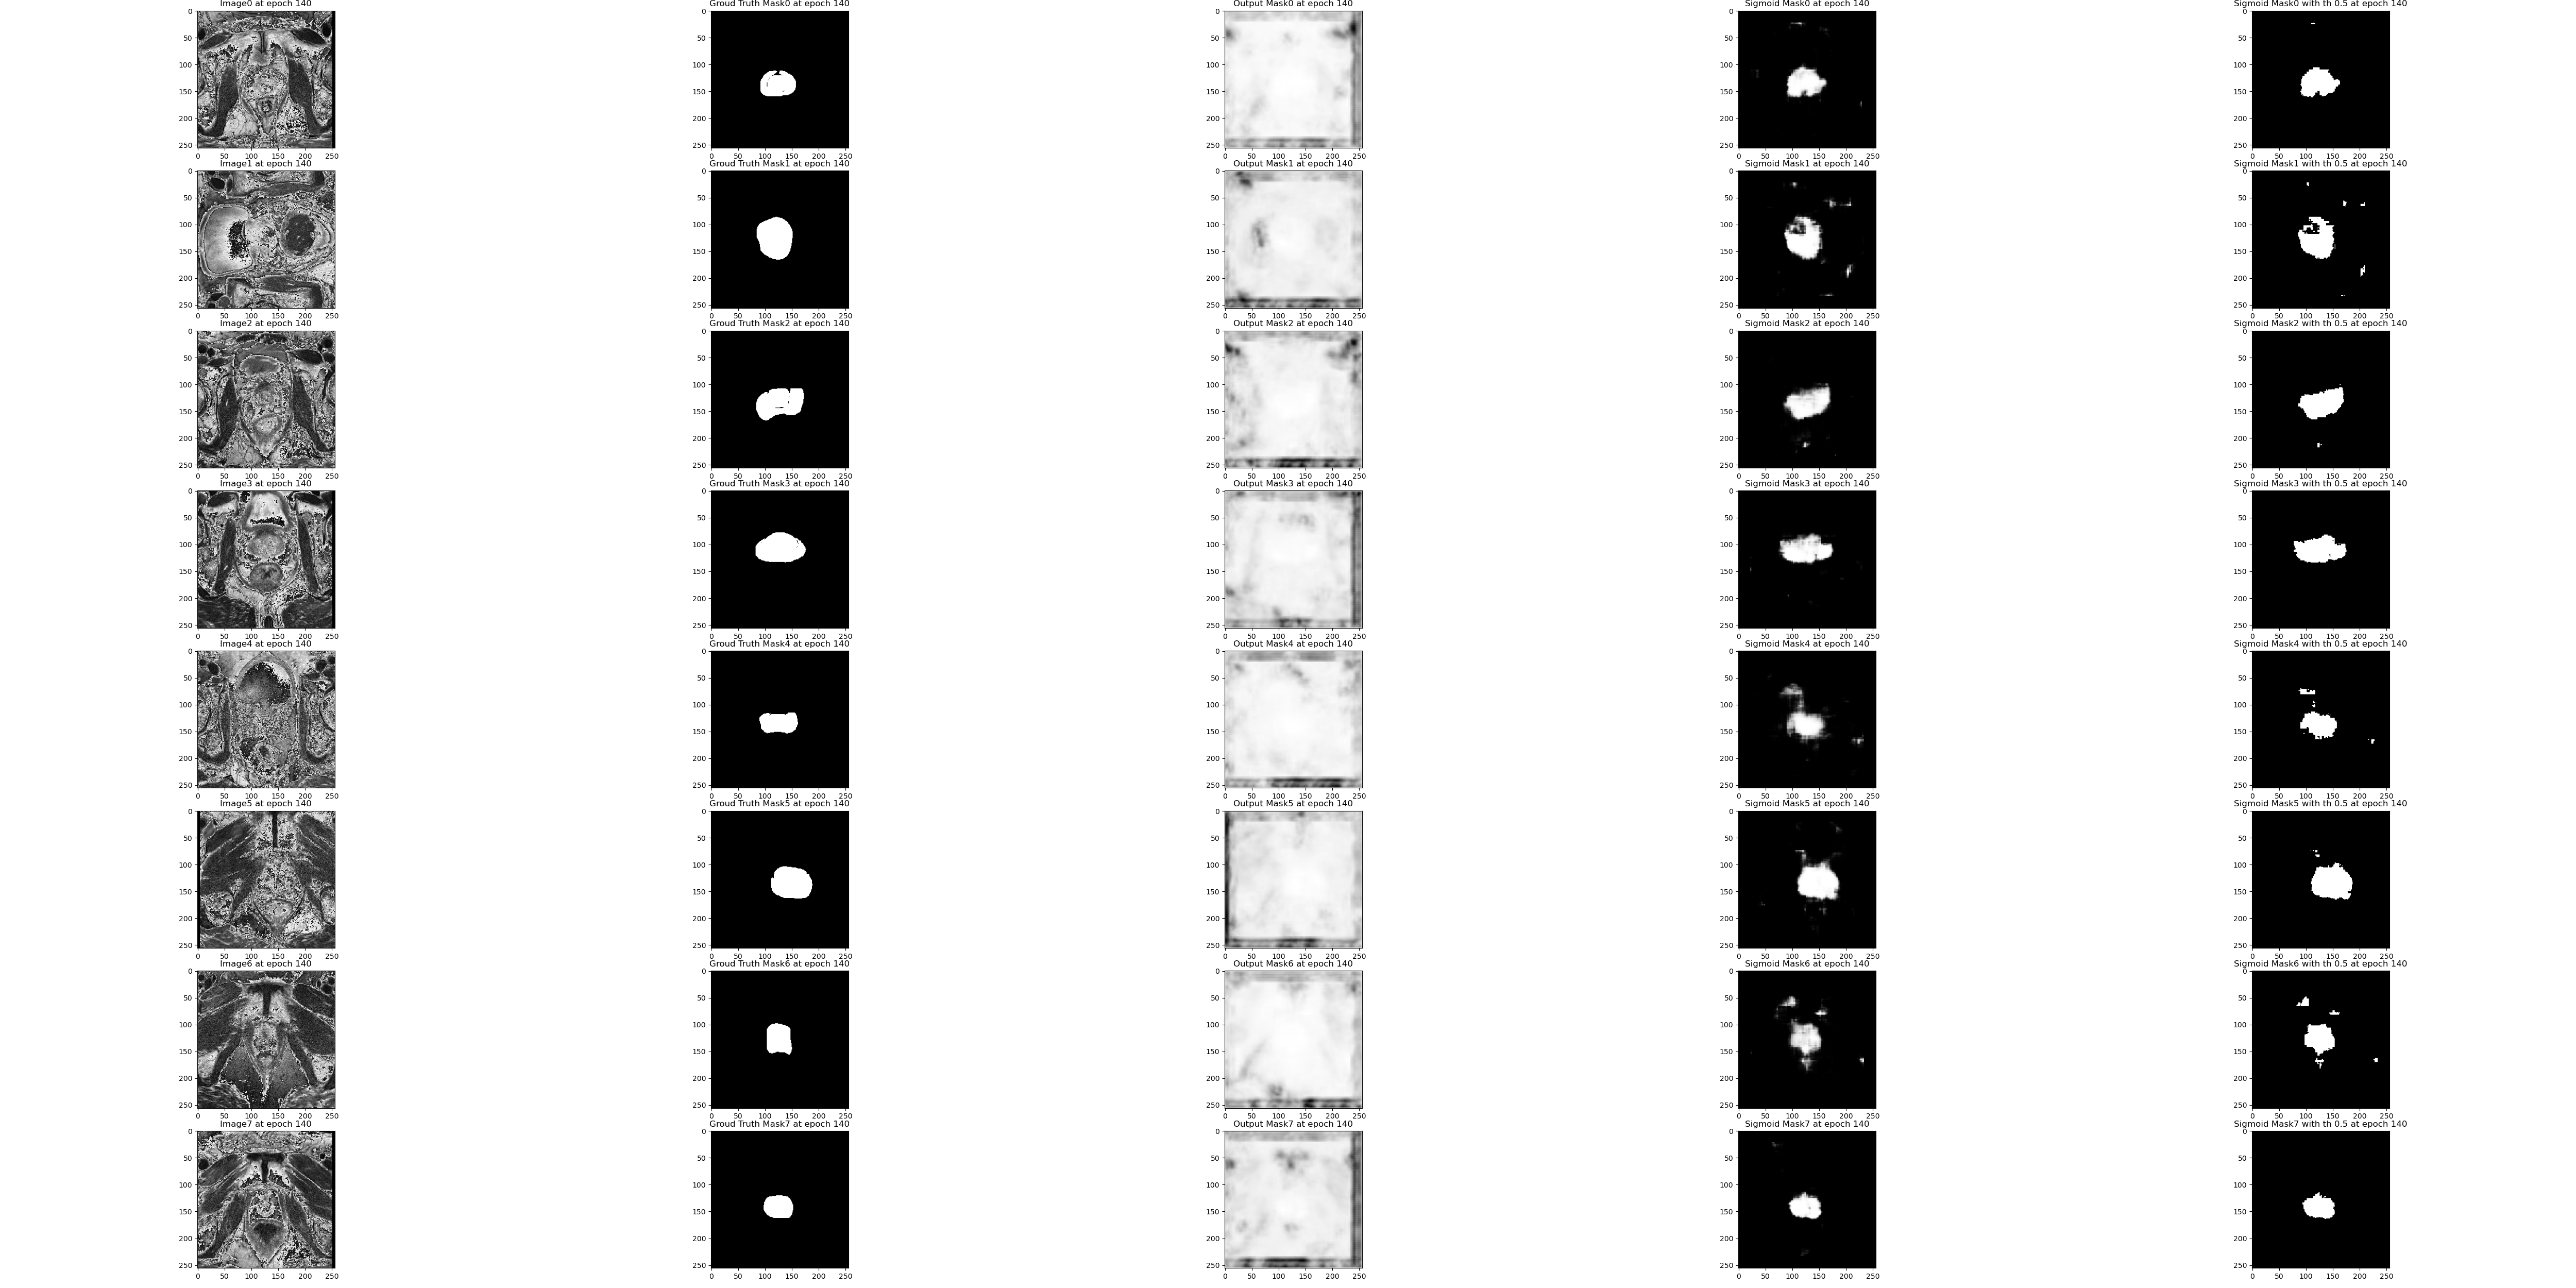 Image0 at epoch 140 Groud Truth Mask0 at epoch 140 Output Mask0 at epoch 140 Sigmoid Mask0 at epoch 140 Sigmoid Mask0 with th 0.5 at epoch 140
0 0 0 0 0
50 50 50 50 50
100 100 100 100 100
150 150 150 150 150
200 200 200 200 200
250 250 250 250 250
0 50 100 150 200 250 0 50 100 150 200 250 0 50 100 150 200 250 0 50 100 150 200 250 0 50 100 150 200 250
Image1 at epoch 140 Groud Truth Mask1 at epoch 140 Output Mask1 at epoch 140 Sigmoid Mask1 at epoch 140 Sigmoid Mask1 with th 0.5 at epoch 140
0 0 0 0 0
50 50 50 50 50
100 100 100 100 100
150 150 150 150 150
200 200 200 200 200
250 250 250 250 250
0 50 100 150 200 250 0 50 100 150 200 250 0 50 100 150 200 250 0 50 100 150 200 250 0 50 100 150 200 250
Image2 at epoch 140 Groud Truth Mask2 at epoch 140 Output Mask2 at epoch 140 Sigmoid Mask2 at epoch 140 Sigmoid Mask2 with th 0.5 at epoch 140
0 0 0 0 0
50 50 50 50 50
100 100 100 100 100
150 150 150 150 150
200 200 200 200 200
250 250 250 250 250
0 50 100 150 200 250 0 50 100 150 200 250 0 50 100 150 200 250 0 50 100 150 200 250 0 50 100 150 200 250
Image3 at epoch 140 Groud Truth Mask3 at epoch 140 Output Mask3 at epoch 140 Sigmoid Mask3 at epoch 140 Sigmoid Mask3 with th 0.5 at epoch 140
0 0 0 0 0
50 50 50 50 50
100 100 100 100 100
150 150 150 150 150
200 200 200 200 200
250 250 250 250 250
0 50 100 150 200 250 0 50 100 150 200 250 0 50 100 150 200 250 0 50 100 150 200 250 0 50 100 150 200 250
Image4 at epoch 140 Groud Truth Mask4 at epoch 140 Output Mask4 at epoch 140 Sigmoid Mask4 at epoch 140 Sigmoid Mask4 with th 0.5 at epoch 140
0 0 0 0 0
50 50 50 50 50
100 100 100 100 100
150 150 150 150 150
200 200 200 200 200
250 250 250 250 250
0 50 100 150 200 250 0 50 100 150 200 250 0 50 100 150 200 250 0 50 100 150 200 250 0 50 100 150 200 250
Image5 at epoch 140 Groud Truth Mask5 at epoch 140 Output Mask5 at epoch 140 Sigmoid Mask5 at epoch 140 Sigmoid Mask5 with th 0.5 at epoch 140
0 0 0 0 0
50 50 50 50 50
100 100 100 100 100
150 150 150 150 150
200 200 200 200 200
250 250 250 250 250
0 50 100 150 200 250 0 50 100 150 200 250 0 50 100 150 200 250 0 50 100 150 200 250 0 50 100 150 200 250
Image6 at epoch 140 Groud Truth Mask6 at epoch 140 Output Mask6 at epoch 140 Sigmoid Mask6 at epoch 140 Sigmoid Mask6 with th 0.5 at epoch 140
0 0 0 0 0
50 50 50 50 50
100 100 100 100 100
150 150 150 150 150
200 200 200 200 200
250 250 250 250 250
0 50 100 150 200 250 0 50 100 150 200 250 0 50 100 150 200 250 0 50 100 150 200 250 0 50 100 150 200 250
Image7 at epoch 140 Groud Truth Mask7 at epoch 140 Output Mask7 at epoch 140 Sigmoid Mask7 at epoch 140 Sigmoid Mask7 with th 0.5 at epoch 140
0 0 0 0 0
50 50 50 50 50
100 100 100 100 100
150 150 150 150 150
200 200 200 200 200
250 250 250 250 250
0 50 100 150 200 250 0 50 100 150 200 250 0 50 100 150 200 250 0 50 100 150 200 250 0 50 100 150 200 250